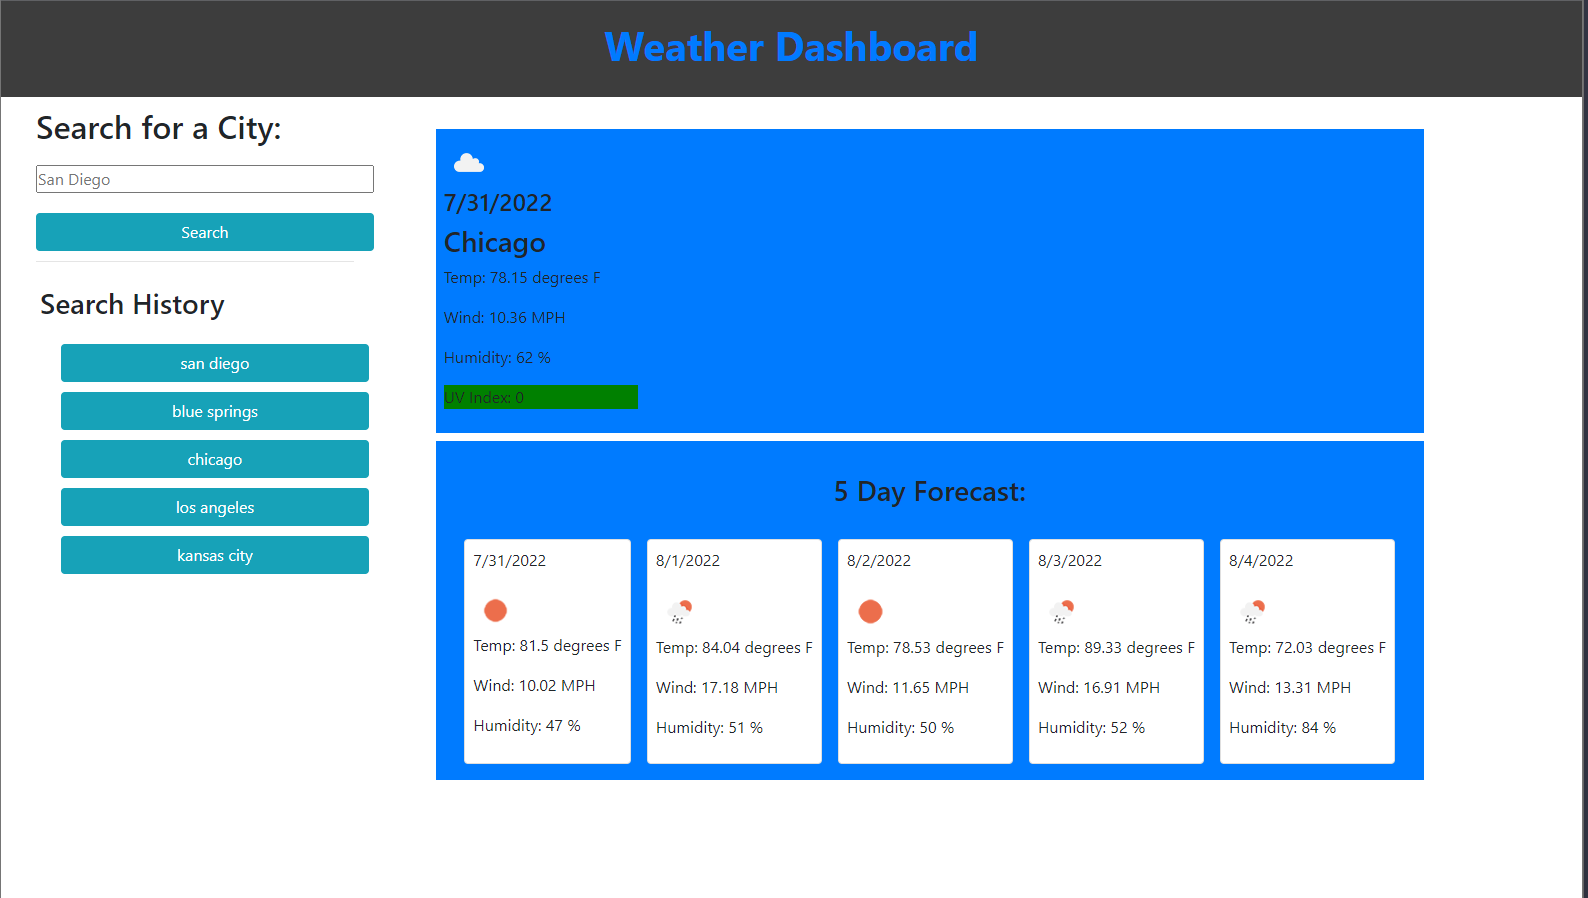 Weather Dashboard
Search for a City:
San Diego
Search
Search History
san diego
blue springs
chicago
los angeles
kansas city
7/31/2022
Chicago
Temp: 78.15 degrees F
Wind: 10.36 MPH
Humidity: 62 %
UV Index: 0
5 Day Forecast:
7/31/2022
Temp: 81.5 degrees F
Wind: 10.02 MPH
Humidity: 47 %
8/1/2022
Temp: 84.04 degrees F
Wind: 17.18 MPH
Humidity: 51 %
8/2/2022
Temp: 78.53 degrees F
Wind: 11.65 MPH
Humidity: 50 %
8/3/2022
Temp: 89.33 degrees F
Wind: 16.91 MPH
Humidity: 52 %
8/4/2022
Temp: 72.03 degrees F
Wind: 13.31 MPH
Humidity: 84 %